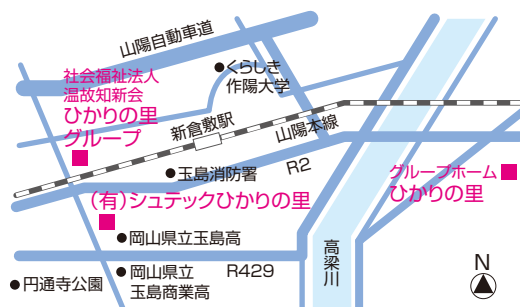 山陽自動車道
社会福祉法人
温故知新会
ひかりの里
グループ
くらしき
作陽大学
新倉敷駅
山陽本線
玉島消防署
R2
グループホーム
ひかりの里
(有)シュテックひかりの里
岡山県立玉島高
高梁川
円通寺公園
岡山県立
玉島商業高
R429
N